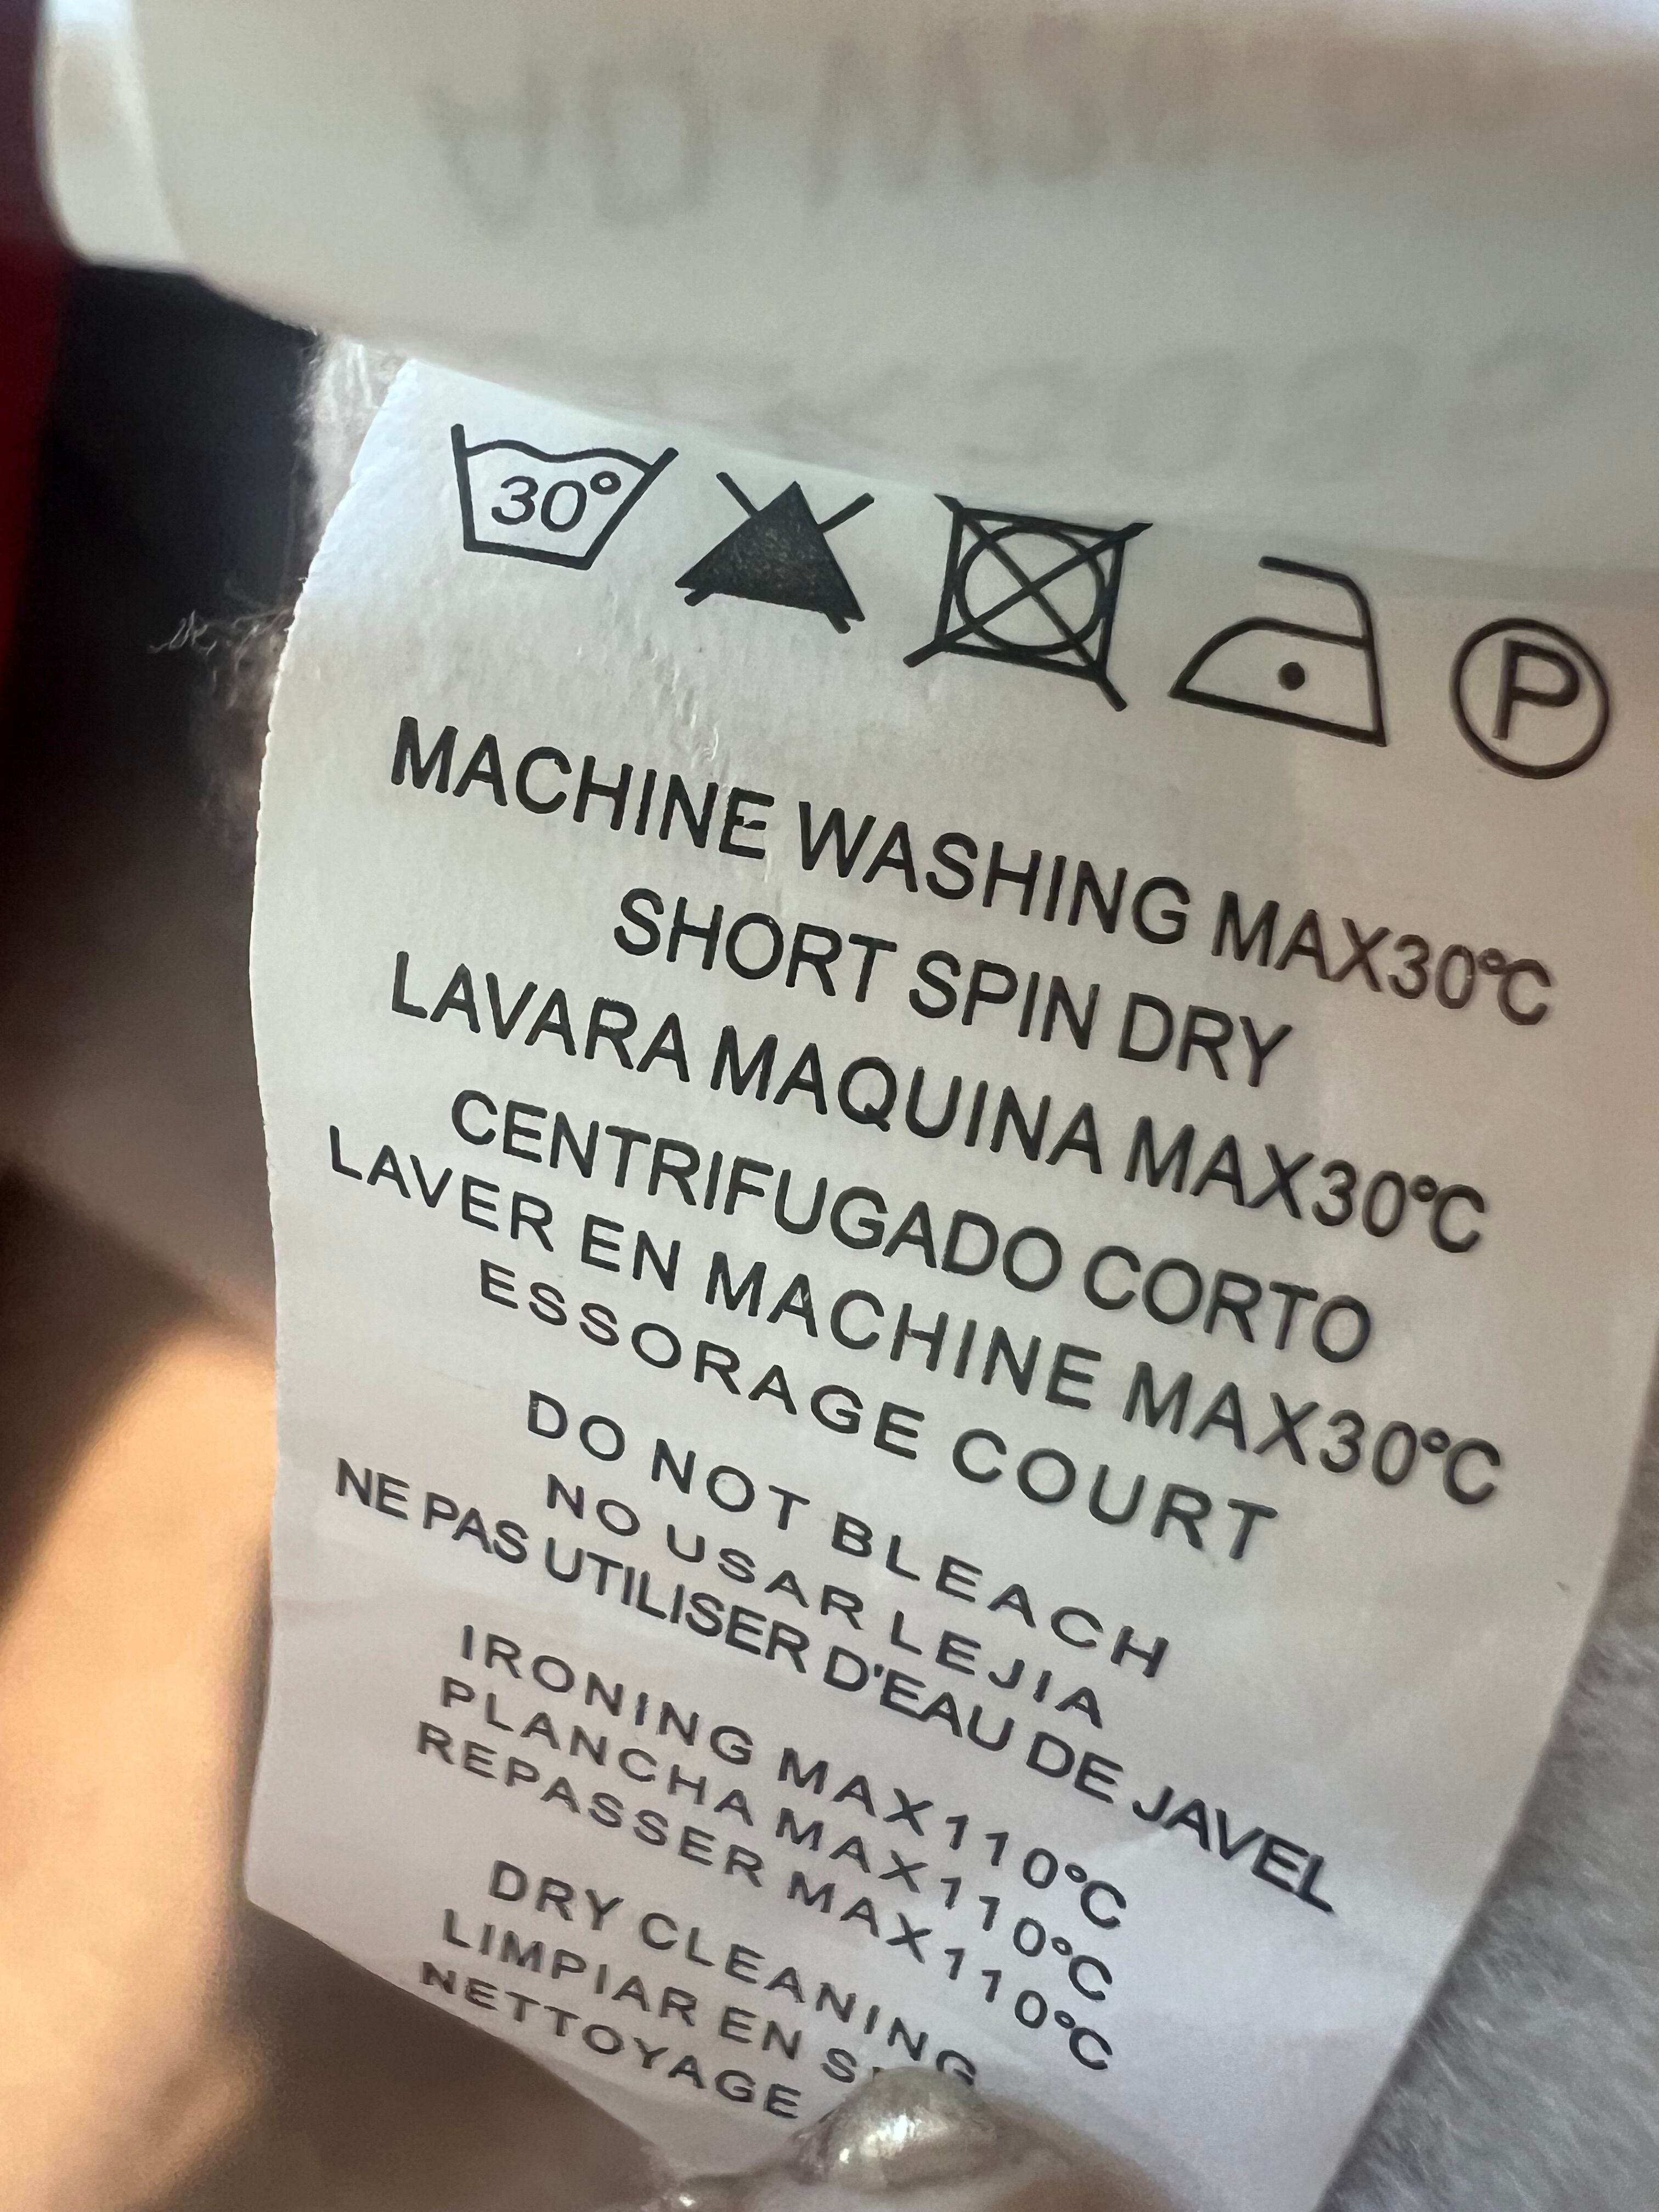 30°
P
MACHINE WASHING MAX30°C
SHORT SPIN DRY
LAVARA MAQUINA MAX30°C
CENTRIFUGADO CORTO
LAVER EN MACHINE MAX30°C
ESSORAGE COURT
DO NOT BLEACH
NO USAR LEJIA
NE PAS UTILISER D'EAU DE JAVEL
IRONING MAX110°C
PLANCHA MAX110°C
REPASSER MAX110°C
DRY CLEANING
LIMPIAR EN
NETTOYAGE